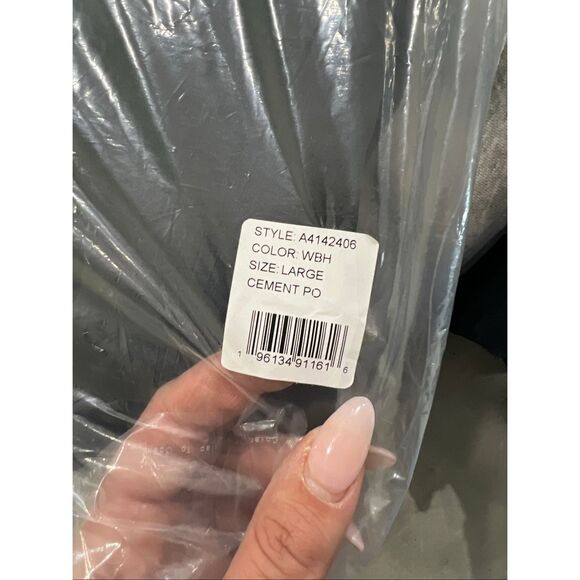 STYLE: A4142406
COLOR: WBH
SIZE: LARGE
CEMENT PO
1 96134 91161 6